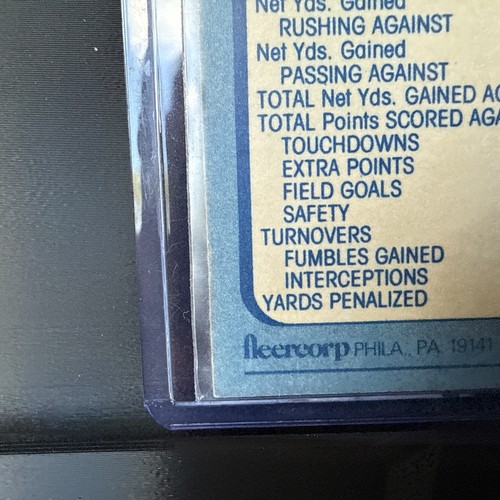 Net Yds. Gained
RUSHING AGAINST
Net Yds. Gained
PASSING AGAINST
TOTAL Net Yds. GAINED AG
TOTAL Points SCORED AGA
TOUCHDOWNS
EXTRA POINTS
FIELD GOALS
SAFETY
TURNOVERS
FUMBLES GAINED
INTERCEPTIONS
YARDS PENALIZED
fleercorp PHILA., PA. 19141